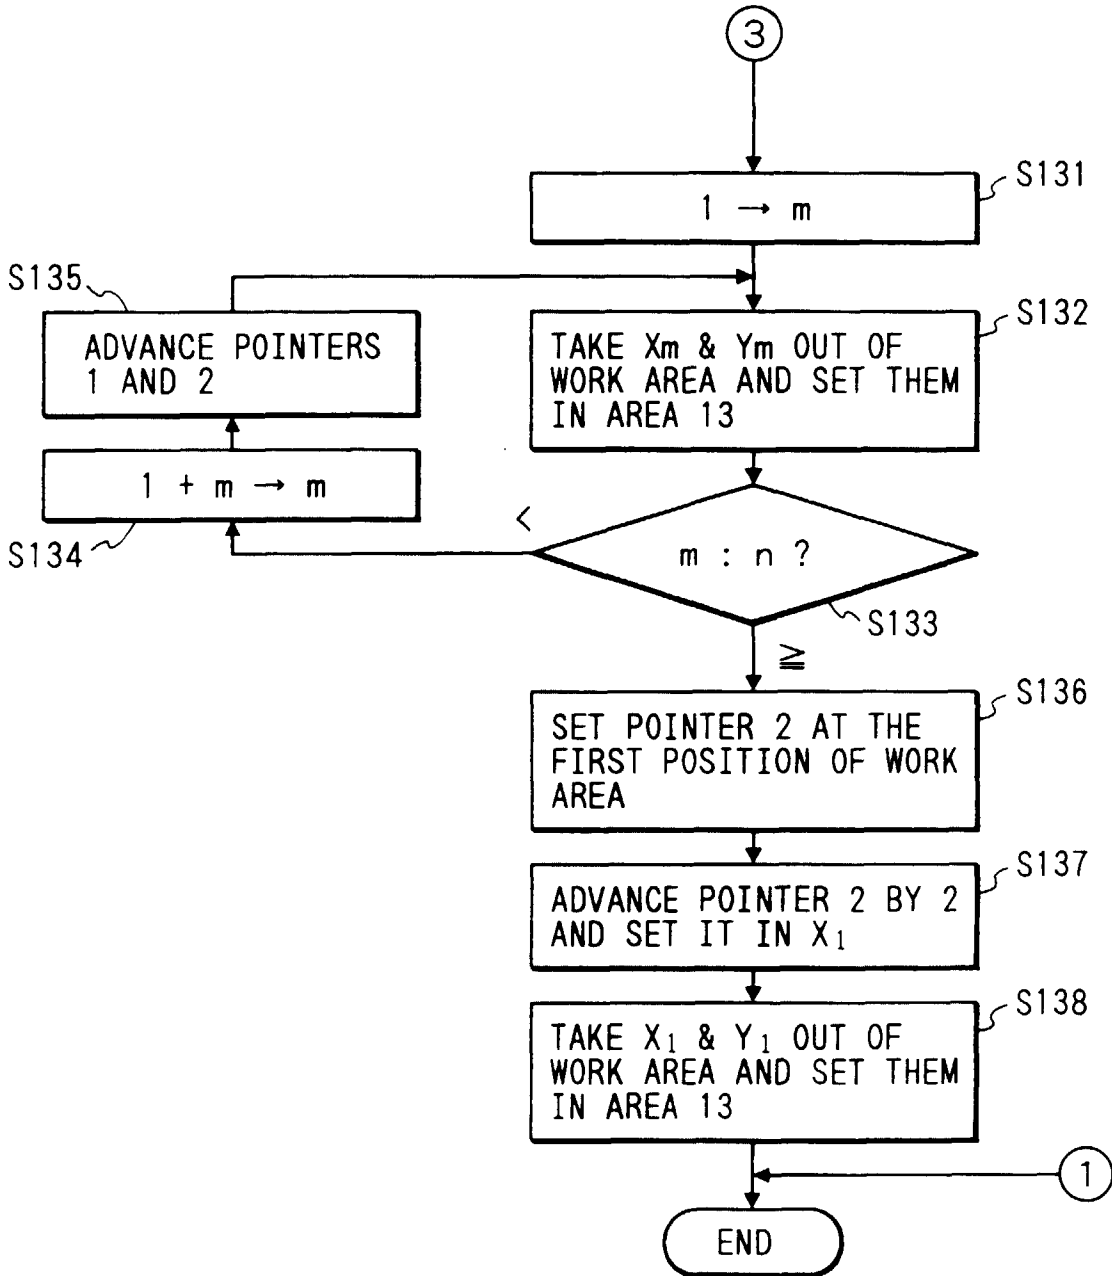 3
S131
1 → m
S135
ADVANCE POINTERS
1 AND 2
S132
TAKE Xm & Ym OUT OF
WORK AREA AND SET THEM
IN AREA 13
1 + m → m
S134
<
m : n ?
S133
≧
S136
SET POINTER 2 AT THE
FIRST POSITION OF WORK
AREA
S137
ADVANCE POINTER 2 BY 2
AND SET IT IN X₁
S138
TAKE X₁ & Y₁ OUT OF
WORK AREA AND SET THEM
IN AREA 13
1
END